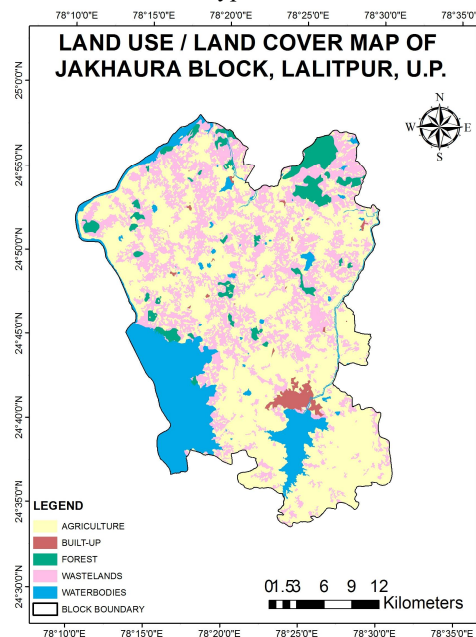 78°10'0"E 78°15'0"E 78°20'0"E 78°25'0"E 78°30'0"E 78°35'0"E
LAND USE / LAND COVER MAP OF
JAKHAURA BLOCK, LALITPUR, U.P.
25°0'0"N
N
W E
S
24°55'0"N
24°50'0"N
24°45'0"N
24°40'0"N
24°35'0"N
24°30'0"N
LEGEND
AGRICULTURE
BUILT-UP
FOREST
WASTELANDS
WATERBODIES
BLOCK BOUNDARY
01.53 6 9 12
Kilometers
78°10'0"E 78°15'0"E 78°20'0"E 78°25'0"E 78°30'0"E 78°35'0"E